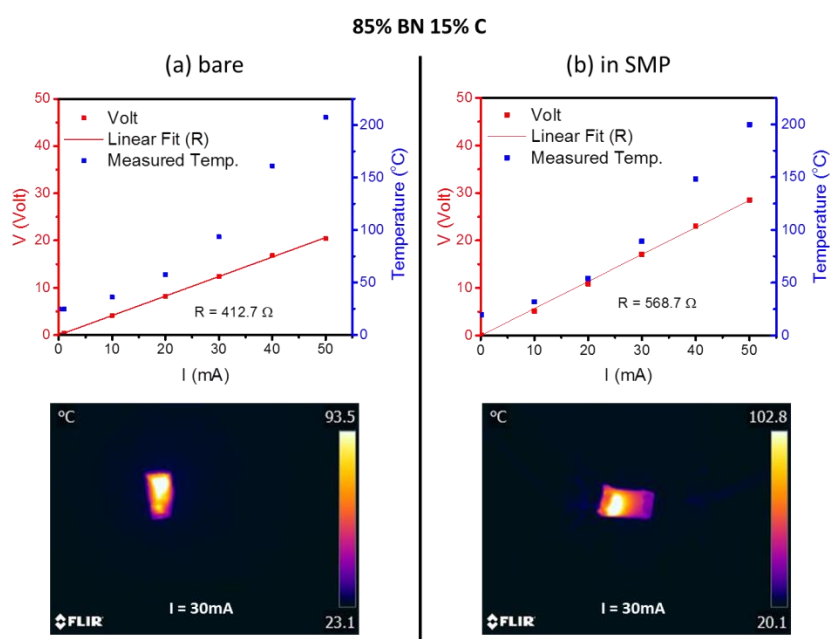 85% BN 15% C
(a) bare
50
40
30
20
10
0
V (Volt)
Volt
Linear Fit (R)
Measured Temp.
R = 412.7 Ω
200
150
100
50
0
Temperature (°C)
0 10 20 30 40 50
I (mA)
°C
93.5
I = 30mA
FLIR
23.1
(b) in SMP
50
40
30
20
10
0
V (Volt)
Volt
Linear Fit (R)
Measured Temp.
R = 568.7 Ω
200
150
100
50
0
Temperature (°C)
0 10 20 30 40 50
I (mA)
°C
102.8
I = 30mA
FLIR
20.1